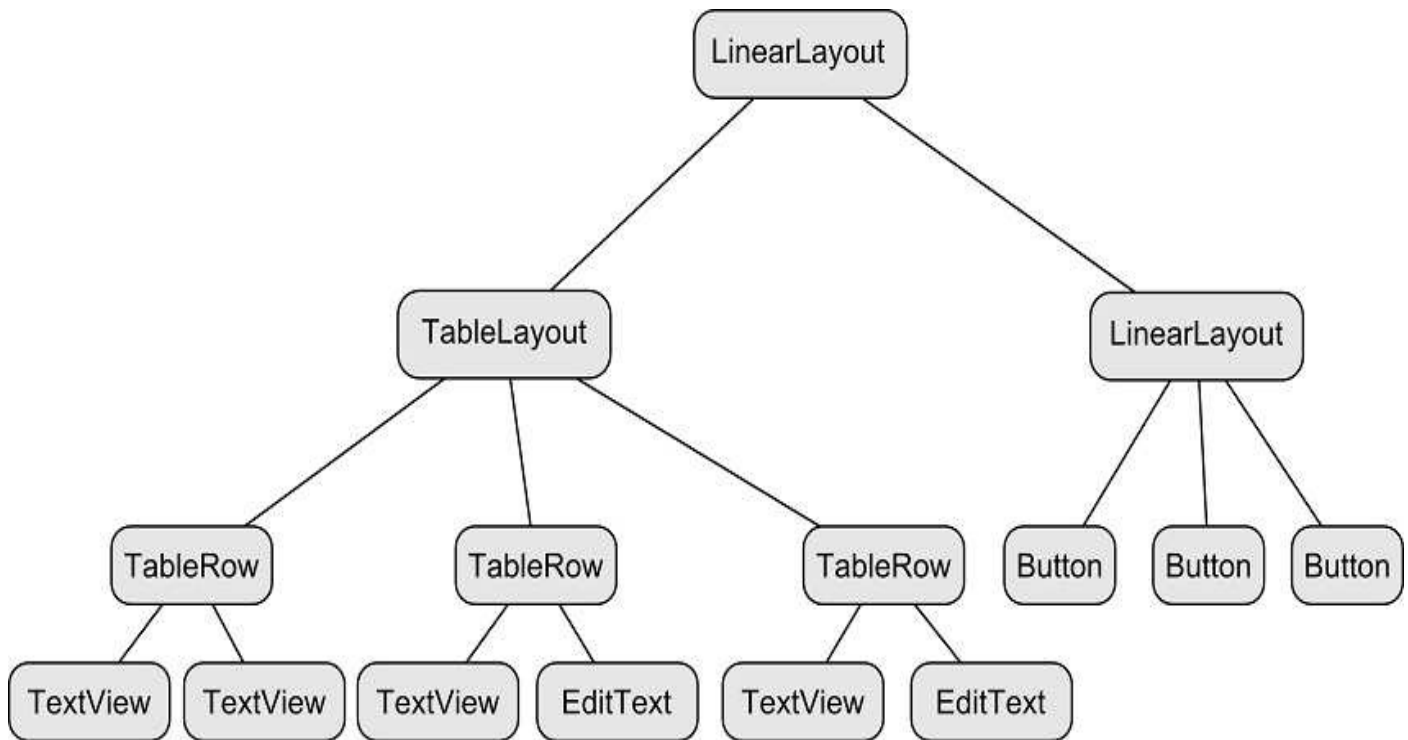 LinearLayout
TableLayout
LinearLayout
TableRow
TableRow
TableRow
Button
Button
Button
TextView
TextView
TextView
EditText
TextView
EditText